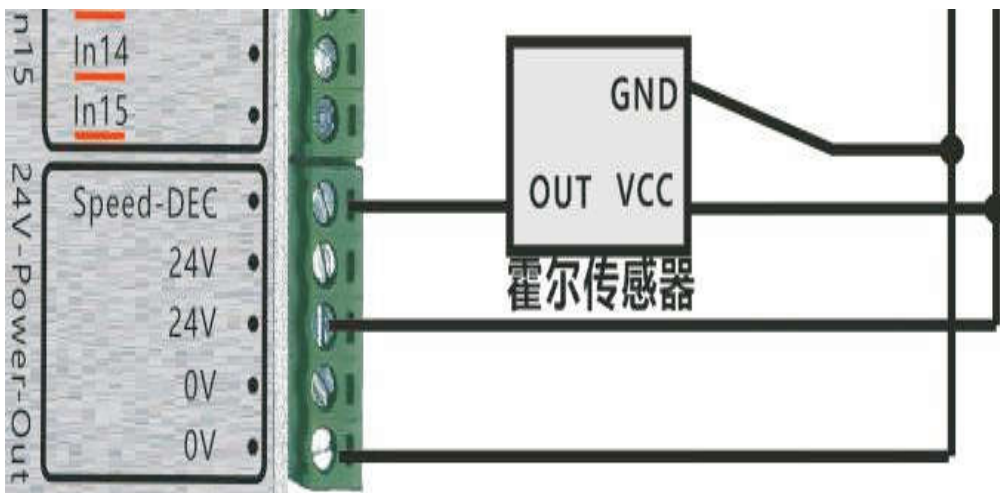 In15
In14
In15
24V-Power-Out
Speed-DEC
24V
24V
0V
0V
GND
OUT VCC
霍尔传感器